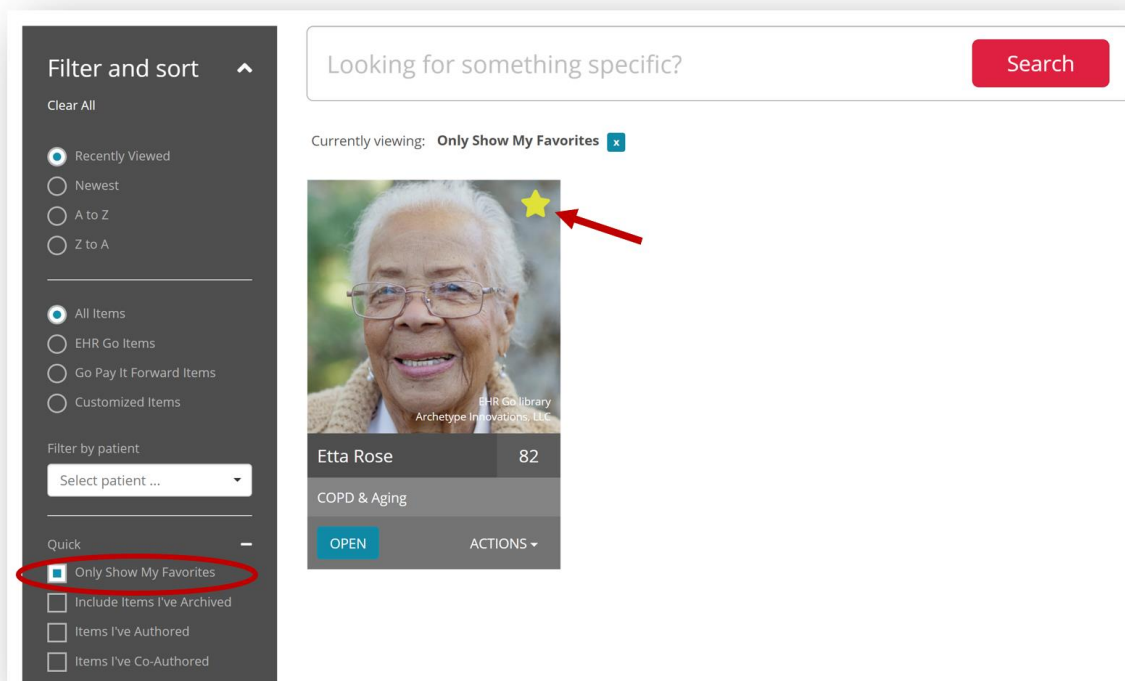 Filter and sort
Clear All
Recently Viewed
Newest
A to Z
Z to A
All Items
EHR Go Items
Go Pay It Forward Items
Customized Items
Filter by patient
Select patient ...
Quick
Only Show My Favorites
Include Items I've Archived
Items I've Authored
Items I've Co-Authored
Looking for something specific?
Search
Currently viewing: Only Show My Favorites x
EHR Go library
Archetype Innovations, LLC
Etta Rose 82
COPD & Aging
OPEN ACTIONS